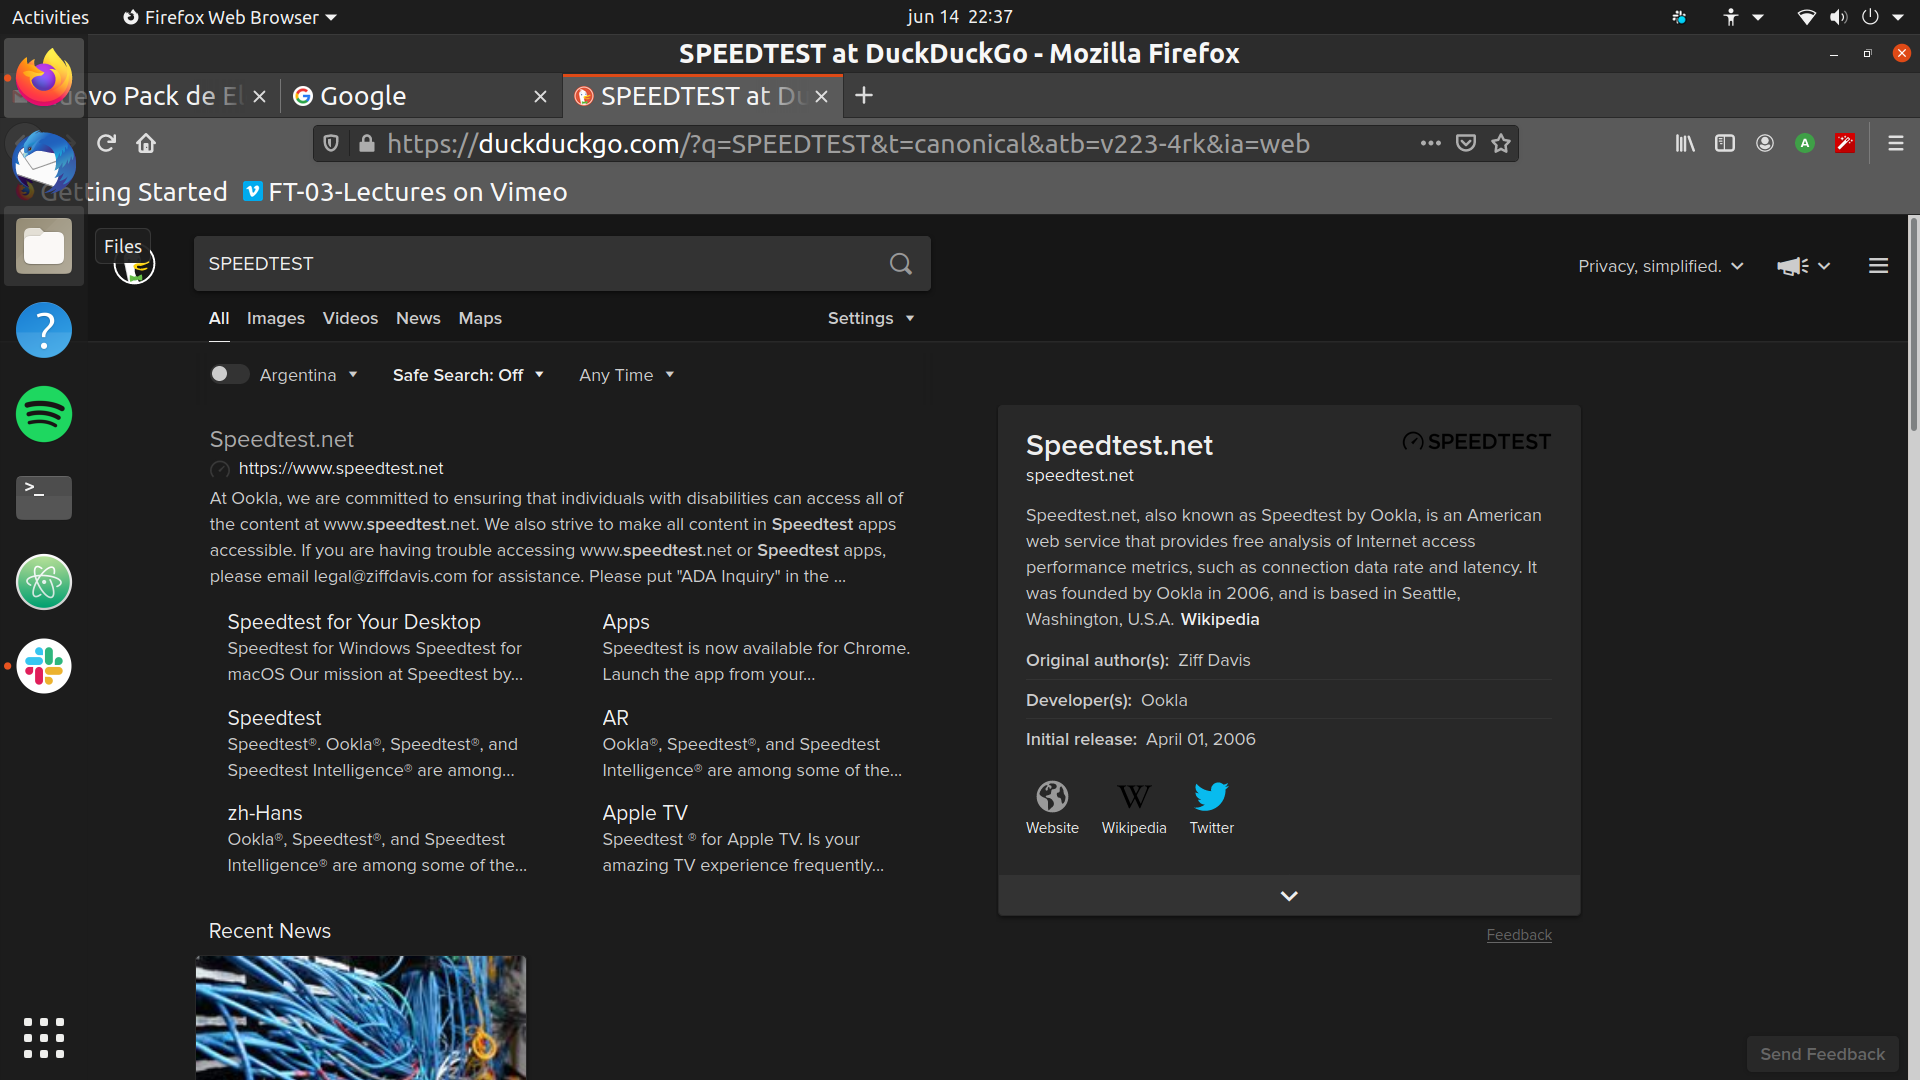 Activities
Firefox Web Browser
jun 14 22:37
SPEEDTEST at DuckDuckGo - Mozilla Firefox
vo Pack de El
Google
SPEEDTEST at Du
https://duckduckgo.com/?q=SPEEDTEST&t=canonical&atb=v223-4rk&ia=web
A
Getting Started
FT-03-Lectures on Vimeo
Files
SPEEDTEST
Privacy, simplified.
All
Images
Videos
News
Maps
Settings
Argentina
Safe Search: Off
Any Time
Speedtest.net
https://www.speedtest.net
At Ookla, we are committed to ensuring that individuals with disabilities can access all of
the content at www.speedtest.net. We also strive to make all content in Speedtest apps
accessible. If you are having trouble accessing www.speedtest.net or Speedtest apps,
please email legal@ziffdavis.com for assistance. Please put "ADA Inquiry" in the ...
Speedtest for Your Desktop
Speedtest for Windows Speedtest for
macOS Our mission at Speedtest by...
Apps
Speedtest is now available for Chrome.
Launch the app from your...
Speedtest
Speedtest®. Ookla®, Speedtest®, and
Speedtest Intelligence® are among...
AR
Ookla®, Speedtest®, and Speedtest
Intelligence® are among some of the...
zh-Hans
Ookla®, Speedtest®, and Speedtest
Intelligence® are among some of the...
Apple TV
Speedtest ® for Apple TV. Is your
amazing TV experience frequently...
Recent News
Speedtest.net
SPEEDTEST
speedtest.net
Speedtest.net, also known as Speedtest by Ookla, is an American
web service that provides free analysis of Internet access
performance metrics, such as connection data rate and latency. It
was founded by Ookla in 2006, and is based in Seattle,
Washington, U.S.A. Wikipedia
Original author(s): Ziff Davis
Developer(s): Ookla
Initial release: April 01, 2006
W
Website
Wikipedia
Twitter
Feedback
Send Feedback